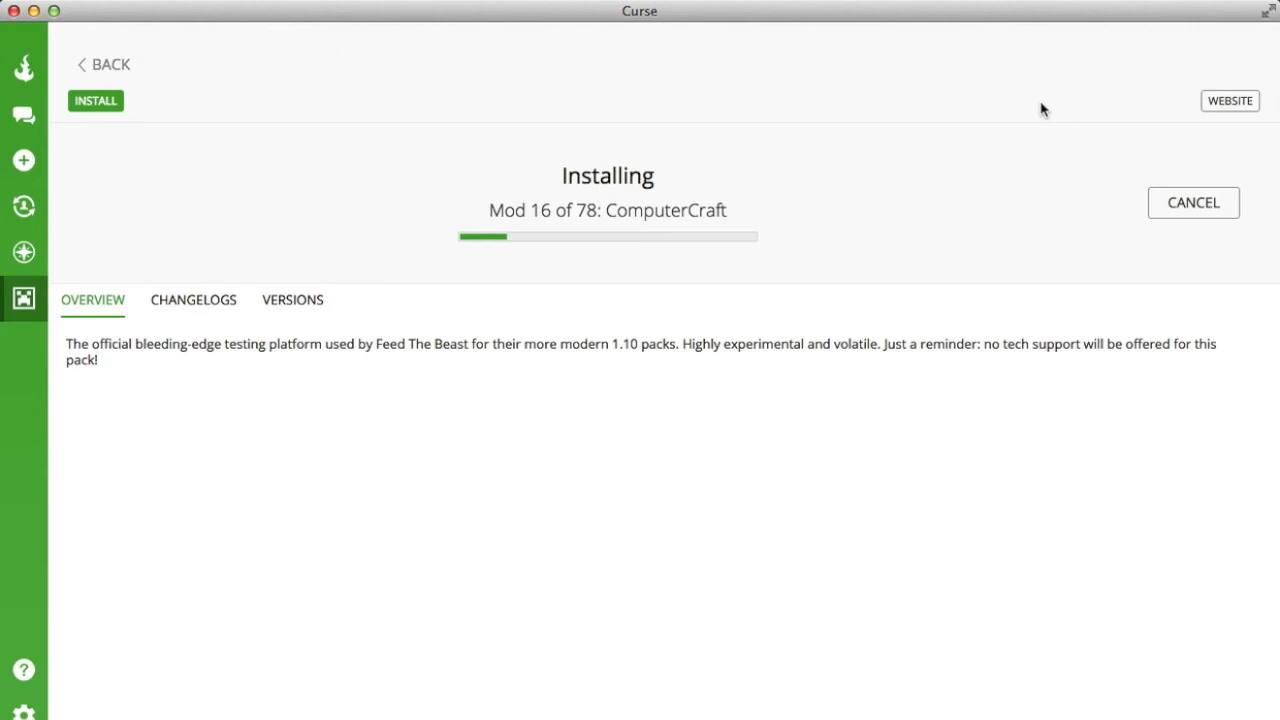 Curse
BACK
INSTALL
WEBSITE
Installing
Mod 16 of 78: ComputerCraft
CANCEL
OVERVIEW CHANGELOGS VERSIONS
The official bleeding-edge testing platform used by Feed The Beast for their more modern 1.10 packs. Highly experimental and volatile. Just a reminder: no tech support will be offered for this
pack!
?